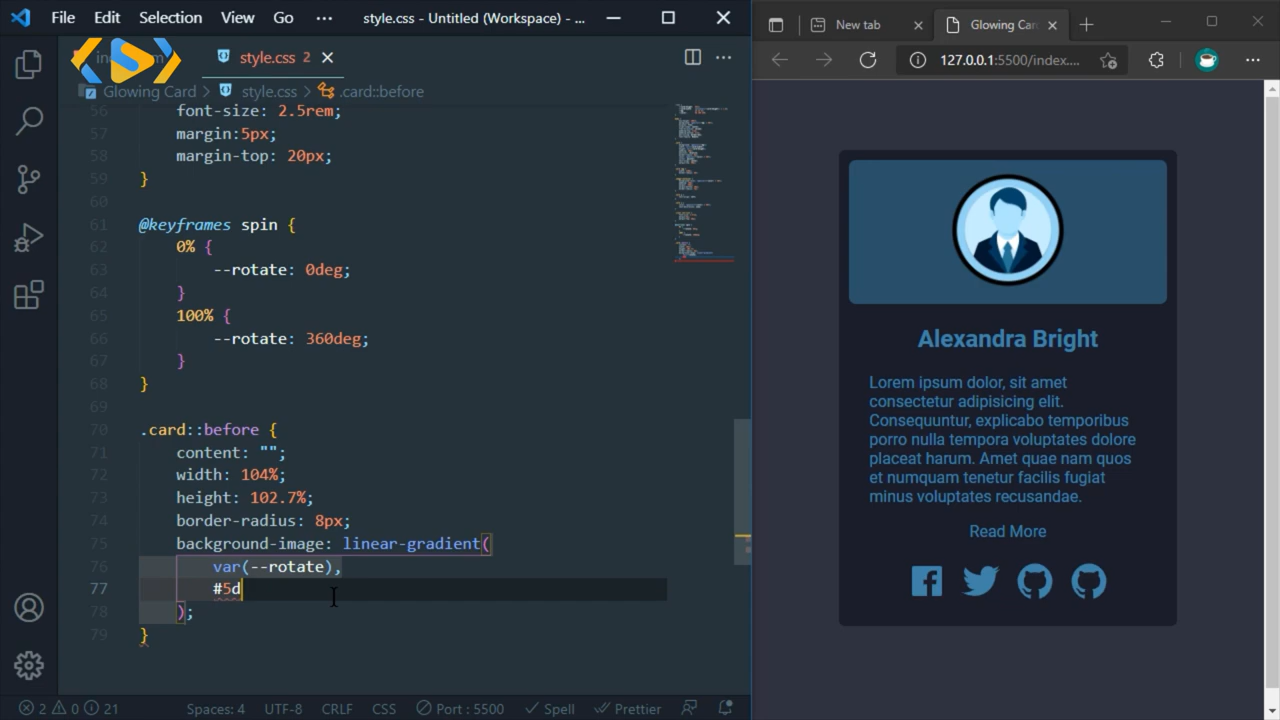 File Edit Selection View Go ··· style.css - Untitled (Workspace) - ...
style.css 2
Glowing Card > style.css > .card::before
56 font-size: 2.5rem;
57 margin:5px;
58 margin-top: 20px;
59 }
60
61 @keyframes spin {
62 0% {
63 --rotate: 0deg;
64 }
65 100% {
66 --rotate: 360deg;
67 }
68 }
69
70 .card::before {
71 content: "";
72 width: 104%;
73 height: 102.7%;
74 border-radius: 8px;
75 background-image: linear-gradient(
76 var(--rotate),
77 #5d
78 );
79 }
2 0 21 Spaces: 4 UTF-8 CRLF CSS Port : 5500 Spell Prettier
New tab
Glowing Car
127.0.0.1:5500/index....
Alexandra Bright
Lorem ipsum dolor, sit amet
consectetur adipisicing elit.
Consequuntur, explicabo temporibus
porro nulla tempora voluptates dolore
placeat harum. Amet quae nam quos
et numquam tenetur facilis fugiat
minus voluptates recusandae.
Read More